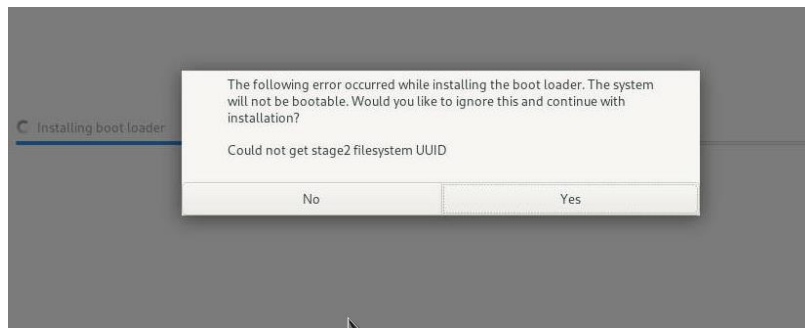 The following error occurred while installing the boot loader. The system
will not be bootable. Would you like to ignore this and continue with
installation?
Installing boot loader
Could not get stage2 filesystem UUID
No
Yes